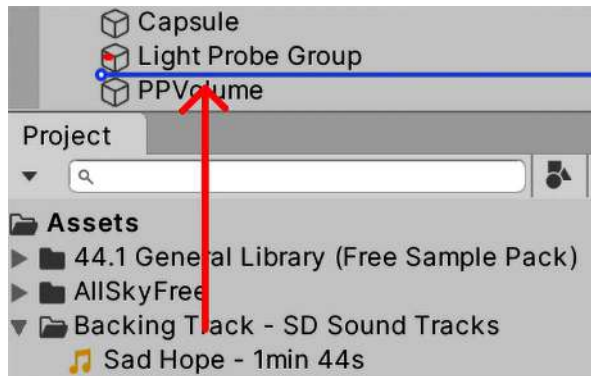 Capsule
Light Probe Group
PPVolume
Project
Assets
44.1 General Library (Free Sample Pack)
AllSkyFree
Backing Track - SD Sound Tracks
Sad Hope - 1min 44s